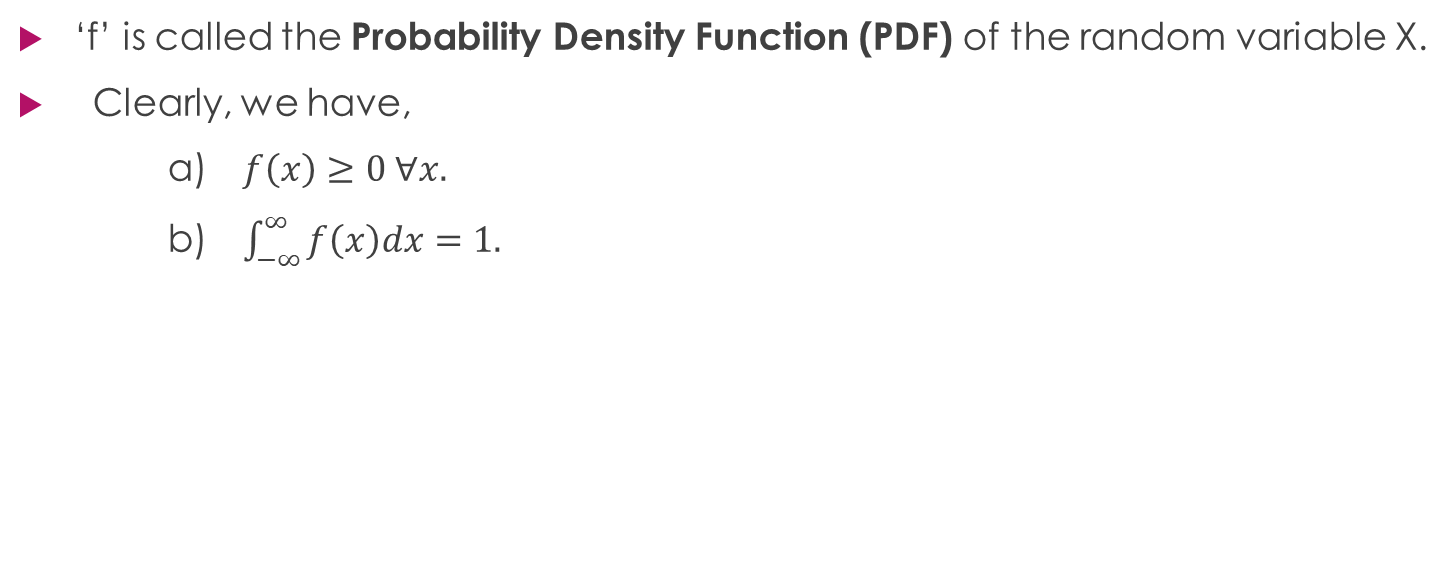 ▶ ‘f’ is called the Probability Density Function (PDF) of the random variable X.
▶ Clearly, we have,
a) f(x) ≥ 0 ∀x.
b) ∫_{−∞}^{∞} f(x)dx = 1.